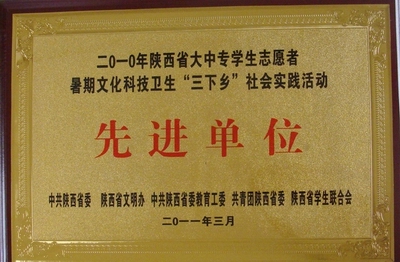 二〇一〇年陕西省大中专学生志愿者
暑期文化科技卫生“三下乡”社会实践活动
先进单位
中共陕西省委 陕西省文明办 中共陕西省委教育工委 共青团陕西省委 陕西省学生联合会
二〇一一年三月